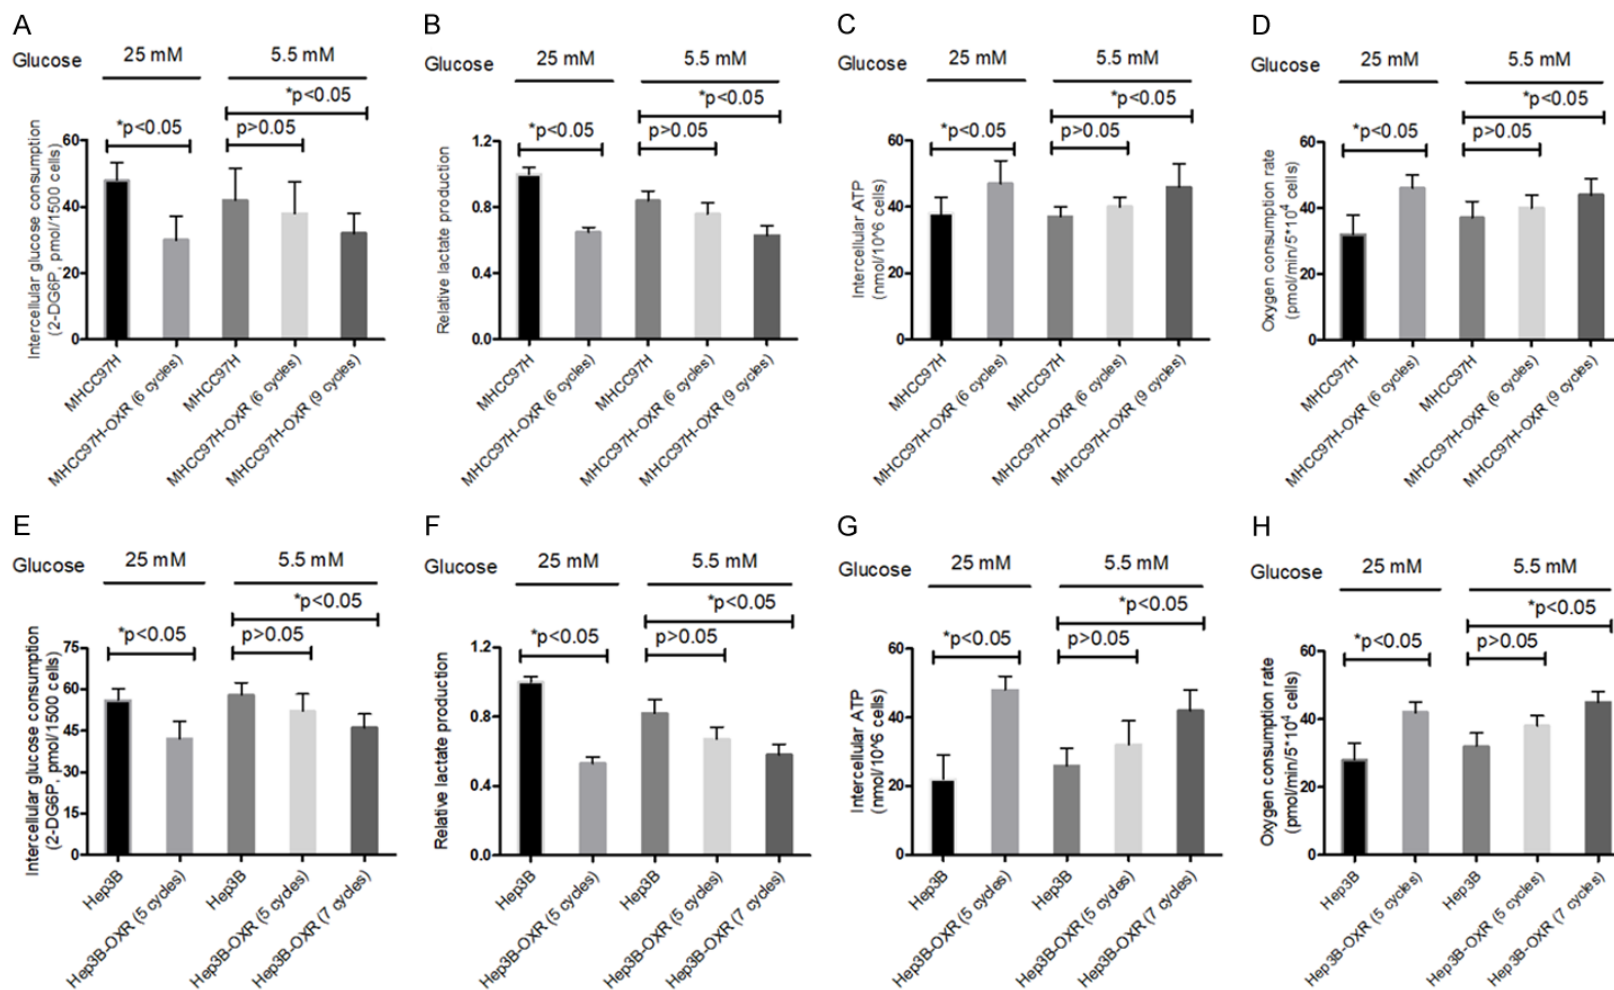 A
Glucose
25 mM
5.5 mM
*p<0.05
*p<0.05
p>0.05
Intercellular glucose consumption
(2-DG6P, pmol/1500 cells)
60
40
20
0
MHCC97H
MHCC97H-OXR (6 cycles)
MHCC97H
MHCC97H-OXR (6 cycles)
MHCC97H-OXR (9 cycles)
B
Glucose
25 mM
5.5 mM
*p<0.05
*p<0.05
p>0.05
Relative lactate production
1.2
0.8
0.4
0.0
MHCC97H
MHCC97H-OXR (6 cycles)
MHCC97H
MHCC97H-OXR (6 cycles)
MHCC97H-OXR (9 cycles)
C
Glucose
25 mM
5.5 mM
*p<0.05
*p<0.05
p>0.05
Intercellular ATP
(nmol/10^6 cells)
60
40
20
0
MHCC97H
MHCC97H-OXR (6 cycles)
MHCC97H
MHCC97H-OXR (6 cycles)
MHCC97H-OXR (9 cycles)
D
Glucose
25 mM
5.5 mM
*p<0.05
*p<0.05
p>0.05
Oxygen consumption rate
(pmol/min/5*10⁴ cells)
60
40
20
0
MHCC97H
MHCC97H-OXR (6 cycles)
MHCC97H
MHCC97H-OXR (6 cycles)
MHCC97H-OXR (9 cycles)
E
Glucose
25 mM
5.5 mM
*p<0.05
*p<0.05
p>0.05
Intercellular glucose consumption
(2-DG6P, pmol/1500 cells)
75
60
45
30
15
0
Hep3B
Hep3B-OXR (5 cycles)
Hep3B
Hep3B-OXR (5 cycles)
Hep3B-OXR (7 cycles)
F
Glucose
25 mM
5.5 mM
*p<0.05
*p<0.05
p>0.05
Relative lactate production
1.2
0.8
0.4
0.0
Hep3B
Hep3B-OXR (5 cycles)
Hep3B
Hep3B-OXR (5 cycles)
Hep3B-OXR (7 cycles)
G
Glucose
25 mM
5.5 mM
*p<0.05
*p<0.05
p>0.05
Intercellular ATP
(nmol/10^6 cells)
60
40
20
0
Hep3B
Hep3B-OXR (5 cycles)
Hep3B
Hep3B-OXR (5 cycles)
Hep3B-OXR (7 cycles)
H
Glucose
25 mM
5.5 mM
*p<0.05
*p<0.05
p>0.05
Oxygen consumption rate
(pmol/min/5*10⁴ cells)
60
40
20
0
Hep3B
Hep3B-OXR (5 cycles)
Hep3B
Hep3B-OXR (5 cycles)
Hep3B-OXR (7 cycles)